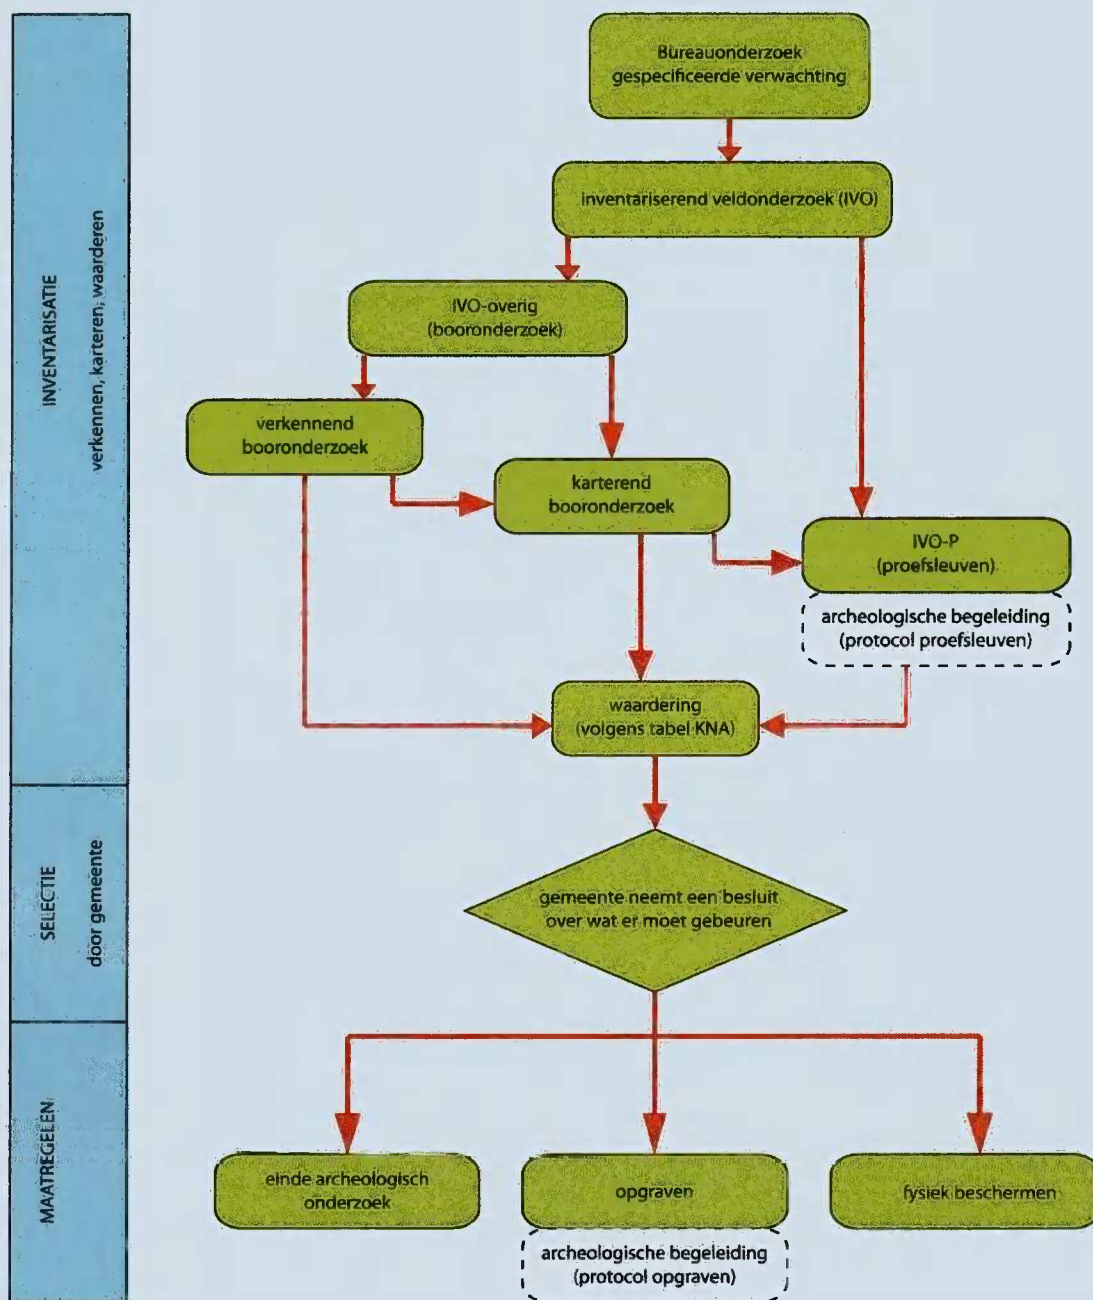 INVENTARISATIE
verkennen, karteren, waarderen
Bureauonderzoek
gespecificeerde verwachting
inventariserend veldonderzoek (IVO)
IVO-overig
(booronderzoek)
verkennend
booronderzoek
karterend
booronderzoek
IVO-P
(proefsleuven)
archeologische begeleiding
(protocol proefsleuven)
waardering
(volgens tabel KNA)
SELECTIE
door gemeente
gemeente neemt een besluit
over wat er moet gebeuren
MAATREGELEN
einde archeologisch
onderzoek
opgraven
fysiek beschermen
archeologische begeleiding
(protocol opgraven)